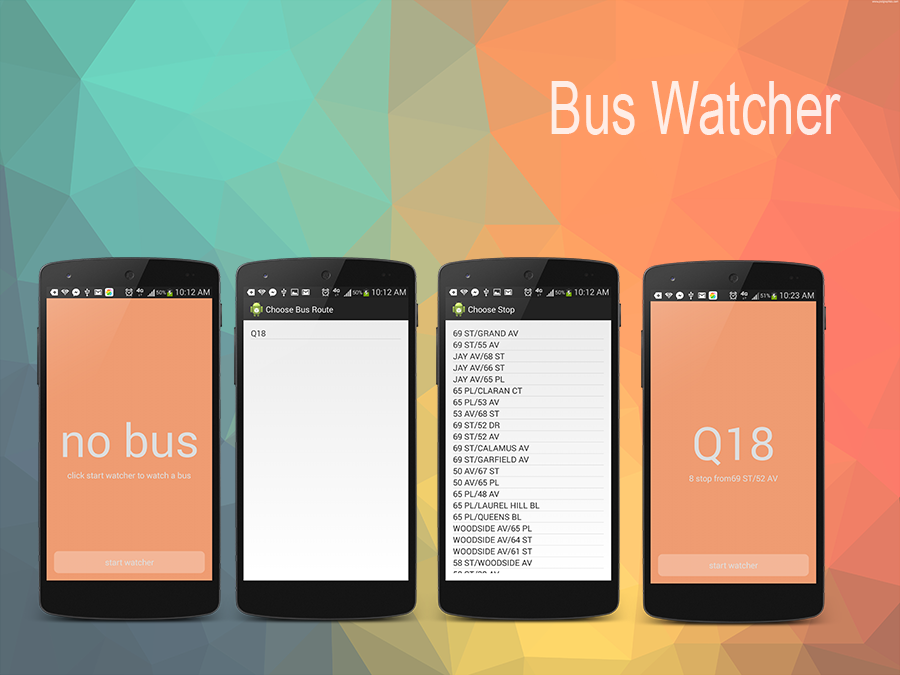 Bus Watcher
50% 10:12 AM
no bus
click start watcher to watch a bus
start watcher
50% 10:12 AM
Choose Bus Route
Q18
50% 10:12 AM
Choose Stop
69 ST/GRAND AV
69 ST/55 AV
JAY AV/68 ST
JAY AV/66 ST
JAY AV/65 PL
65 PL/CLARAN CT
65 PL/53 AV
53 AV/68 ST
69 ST/52 DR
69 ST/52 AV
69 ST/CALAMUS AV
69 ST/GARFIELD AV
50 AV/67 ST
50 AV/65 PL
65 PL/48 AV
65 PL/LAUREL HILL BL
65 PL/QUEENS BL
WOODSIDE AV/65 PL
WOODSIDE AV/64 ST
WOODSIDE AV/61 ST
58 ST/WOODSIDE AV
51% 10:23 AM
Q18
8 stop from69 ST/52 AV
start watcher